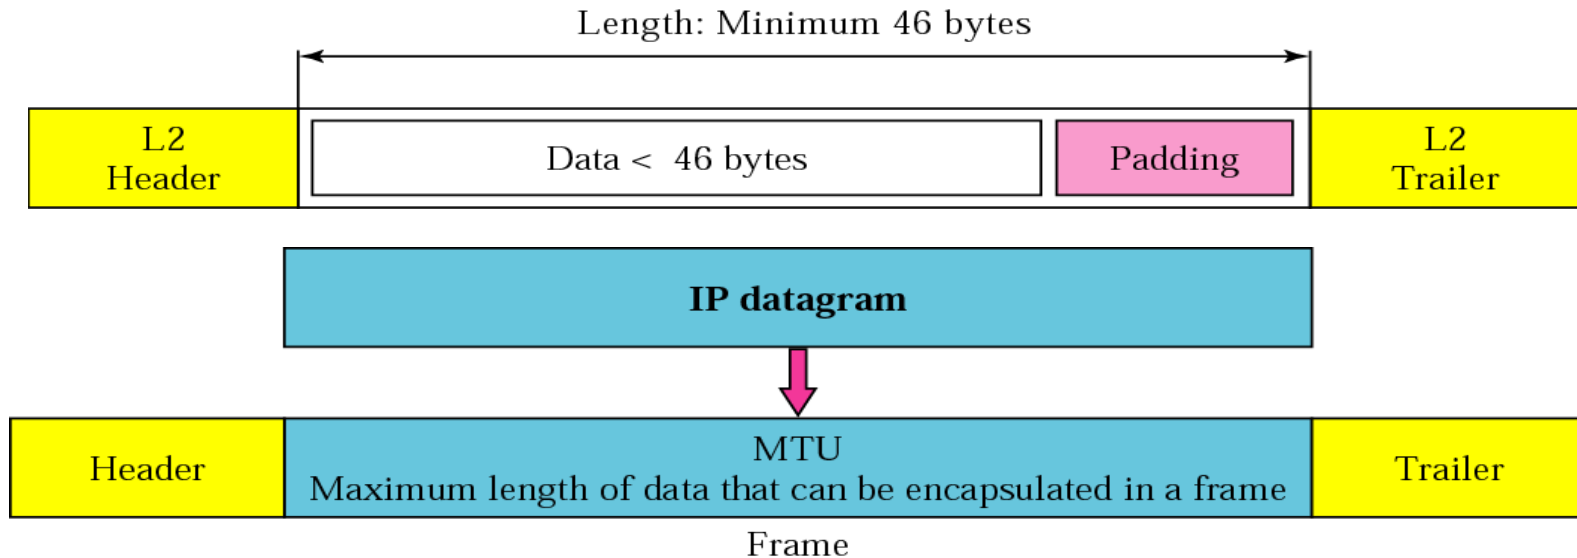 Length: Minimum 46 bytes
L2
Header
Data < 46 bytes
Padding
L2
Trailer
IP datagram
Header
MTU
Maximum length of data that can be encapsulated in a frame
Trailer
Frame